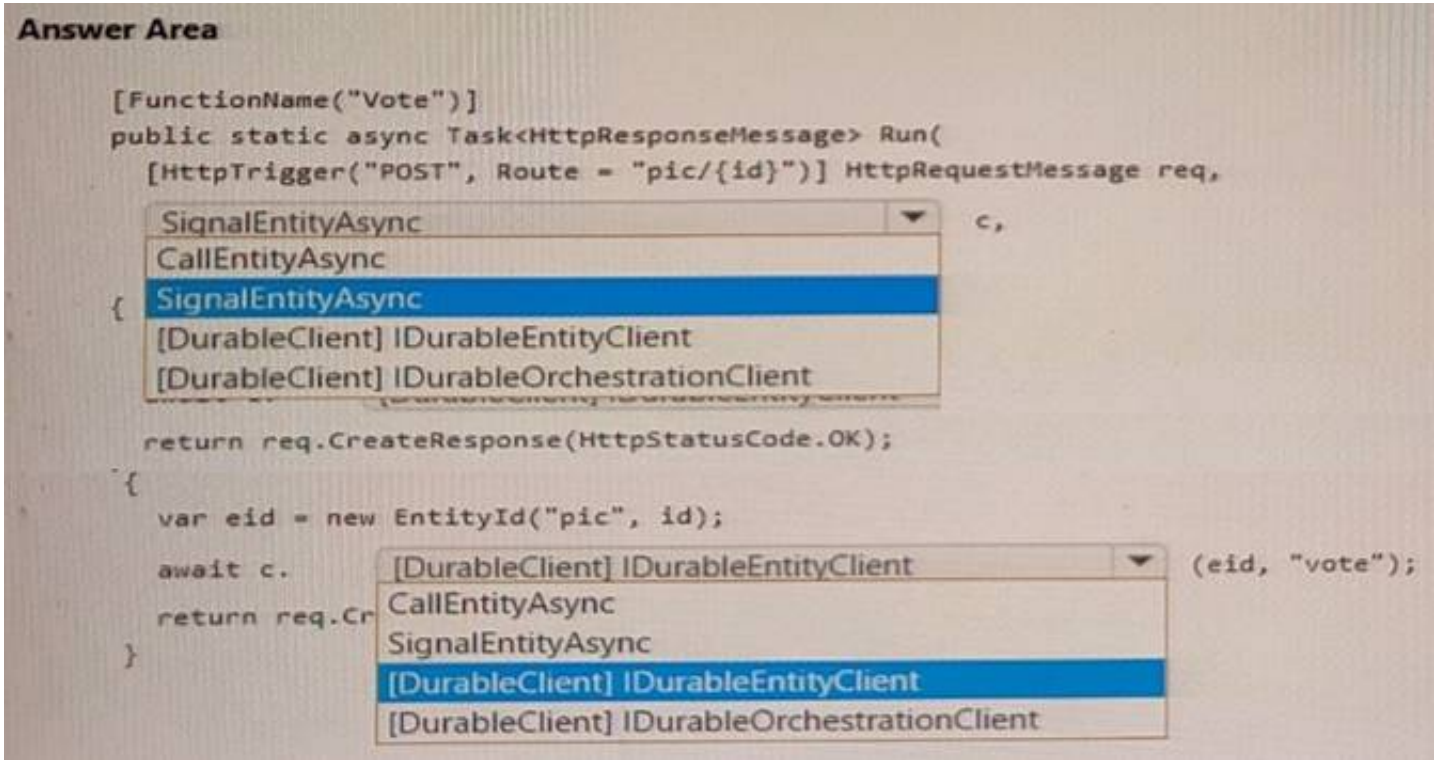 Answer Area
[FunctionName("Vote")]
public static async Task<HttpResponseMessage> Run(
[HttpTrigger("POST", Route = "pic/{id}")] HttpRequestMessage req,
SignalEntityAsync c,
CallEntityAsync
{ SignalEntityAsync
[DurableClient] IDurableEntityClient
[DurableClient] IDurableOrchestrationClient
[DurableClient] IDurableEntityClient
return req.CreateResponse(HttpStatusCode.OK);
{
var eid = new EntityId("pic", id);
await c. [DurableClient] IDurableEntityClient (eid, "vote");
CallEntityAsync
return req.Cr
SignalEntityAsync
}
[DurableClient] IDurableEntityClient
[DurableClient] IDurableOrchestrationClient